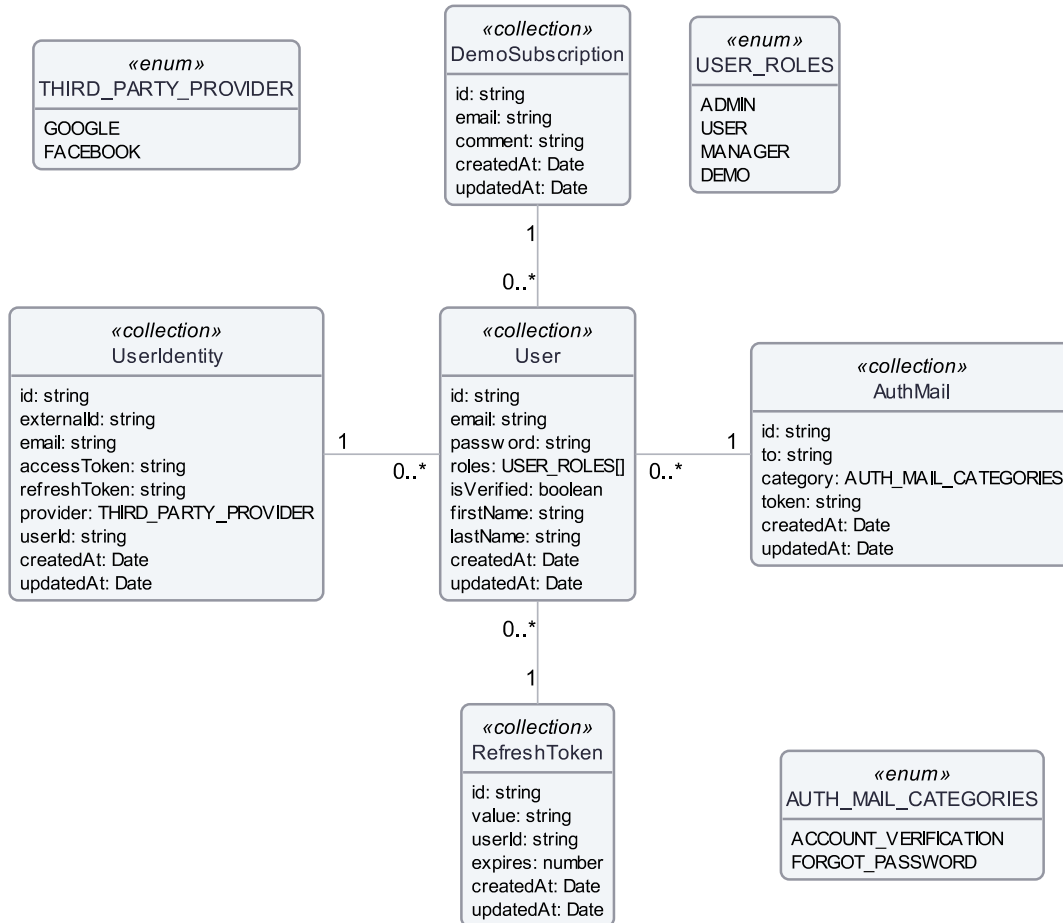 «enum»
THIRD_PARTY_PROVIDER
GOOGLE
FACEBOOK
«collection»
DemoSubscription
id: string
email: string
comment: string
createdAt: Date
updatedAt: Date
«enum»
USER_ROLES
ADMIN
USER
MANAGER
DEMO
1
0..*
«collection»
UserIdentity
id: string
externalId: string
email: string
accessToken: string
refreshToken: string
provider: THIRD_PARTY_PROVIDER
userId: string
createdAt: Date
updatedAt: Date
1
0..*
«collection»
User
id: string
email: string
password: string
roles: USER_ROLES[]
isVerified: boolean
firstName: string
lastName: string
createdAt: Date
updatedAt: Date
1
0..*
«collection»
AuthMail
id: string
to: string
category: AUTH_MAIL_CATEGORIES
token: string
createdAt: Date
updatedAt: Date
0..*
1
«collection»
RefreshToken
id: string
value: string
userId: string
expires: number
createdAt: Date
updatedAt: Date
«enum»
AUTH_MAIL_CATEGORIES
ACCOUNT_VERIFICATION
FORGOT_PASSWORD